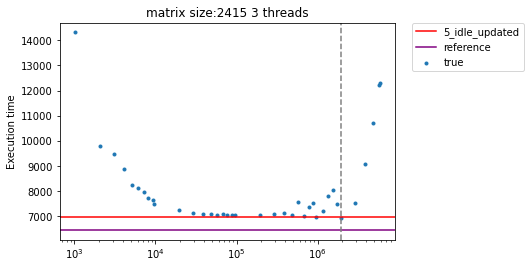 matrix size:2415 3 threads
14000
13000
12000
11000
10000
9000
8000
7000
Execution time
10³
10⁴
10⁵
10⁶
5_idle_updated
reference
true